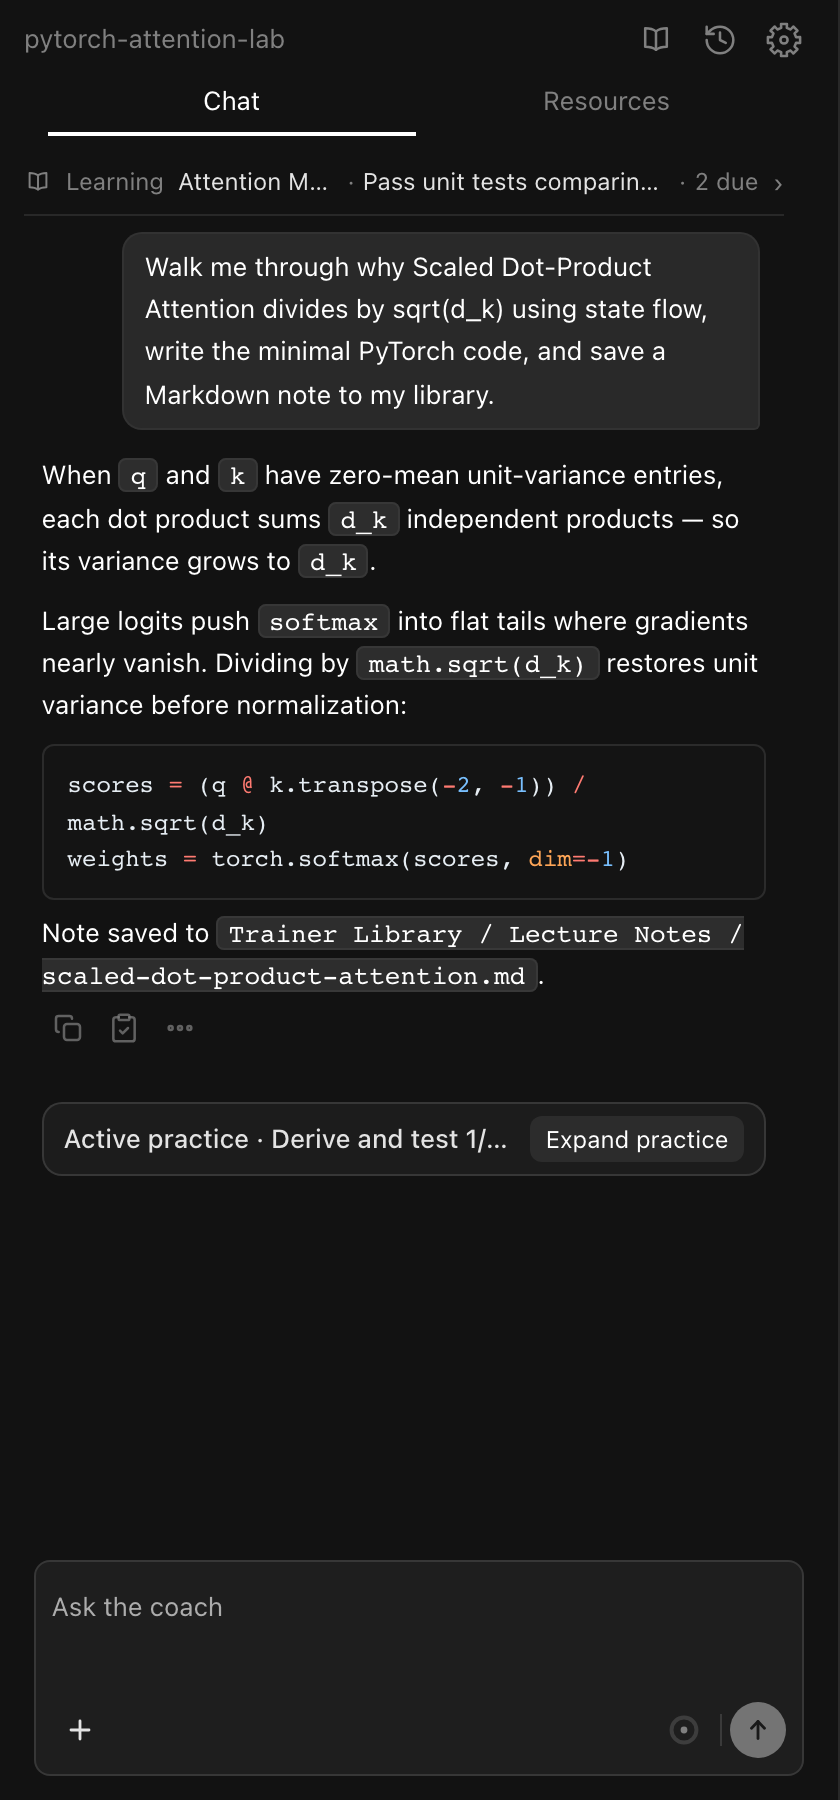 pytorch-attention-lab
Chat
Resources
Learning Attention M... · Pass unit tests comparin... · 2 due ›
Walk me through why Scaled Dot-Product
Attention divides by sqrt(d_k) using state flow,
write the minimal PyTorch code, and save a
Markdown note to my library.
When q and k have zero-mean unit-variance entries,
each dot product sums d_k independent products — so
its variance grows to d_k.
Large logits push softmax into flat tails where gradients
nearly vanish. Dividing by math.sqrt(d_k) restores unit
variance before normalization:
scores = (q @ k.transpose(-2, -1)) /
math.sqrt(d_k)
weights = torch.softmax(scores, dim=-1)
Note saved to Trainer Library / Lecture Notes /
scaled-dot-product-attention.md.
Active practice · Derive and test 1/...
Expand practice
Ask the coach